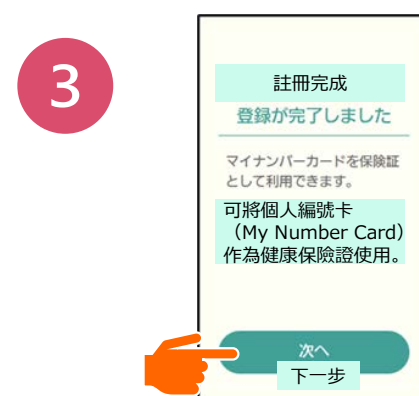 3
註冊完成
登録が完了しました
マイナンバーカードを保険証
として利用できます。
可將個人編號卡
（My Number Card）
作為健康保險證使用。
次へ
下一步